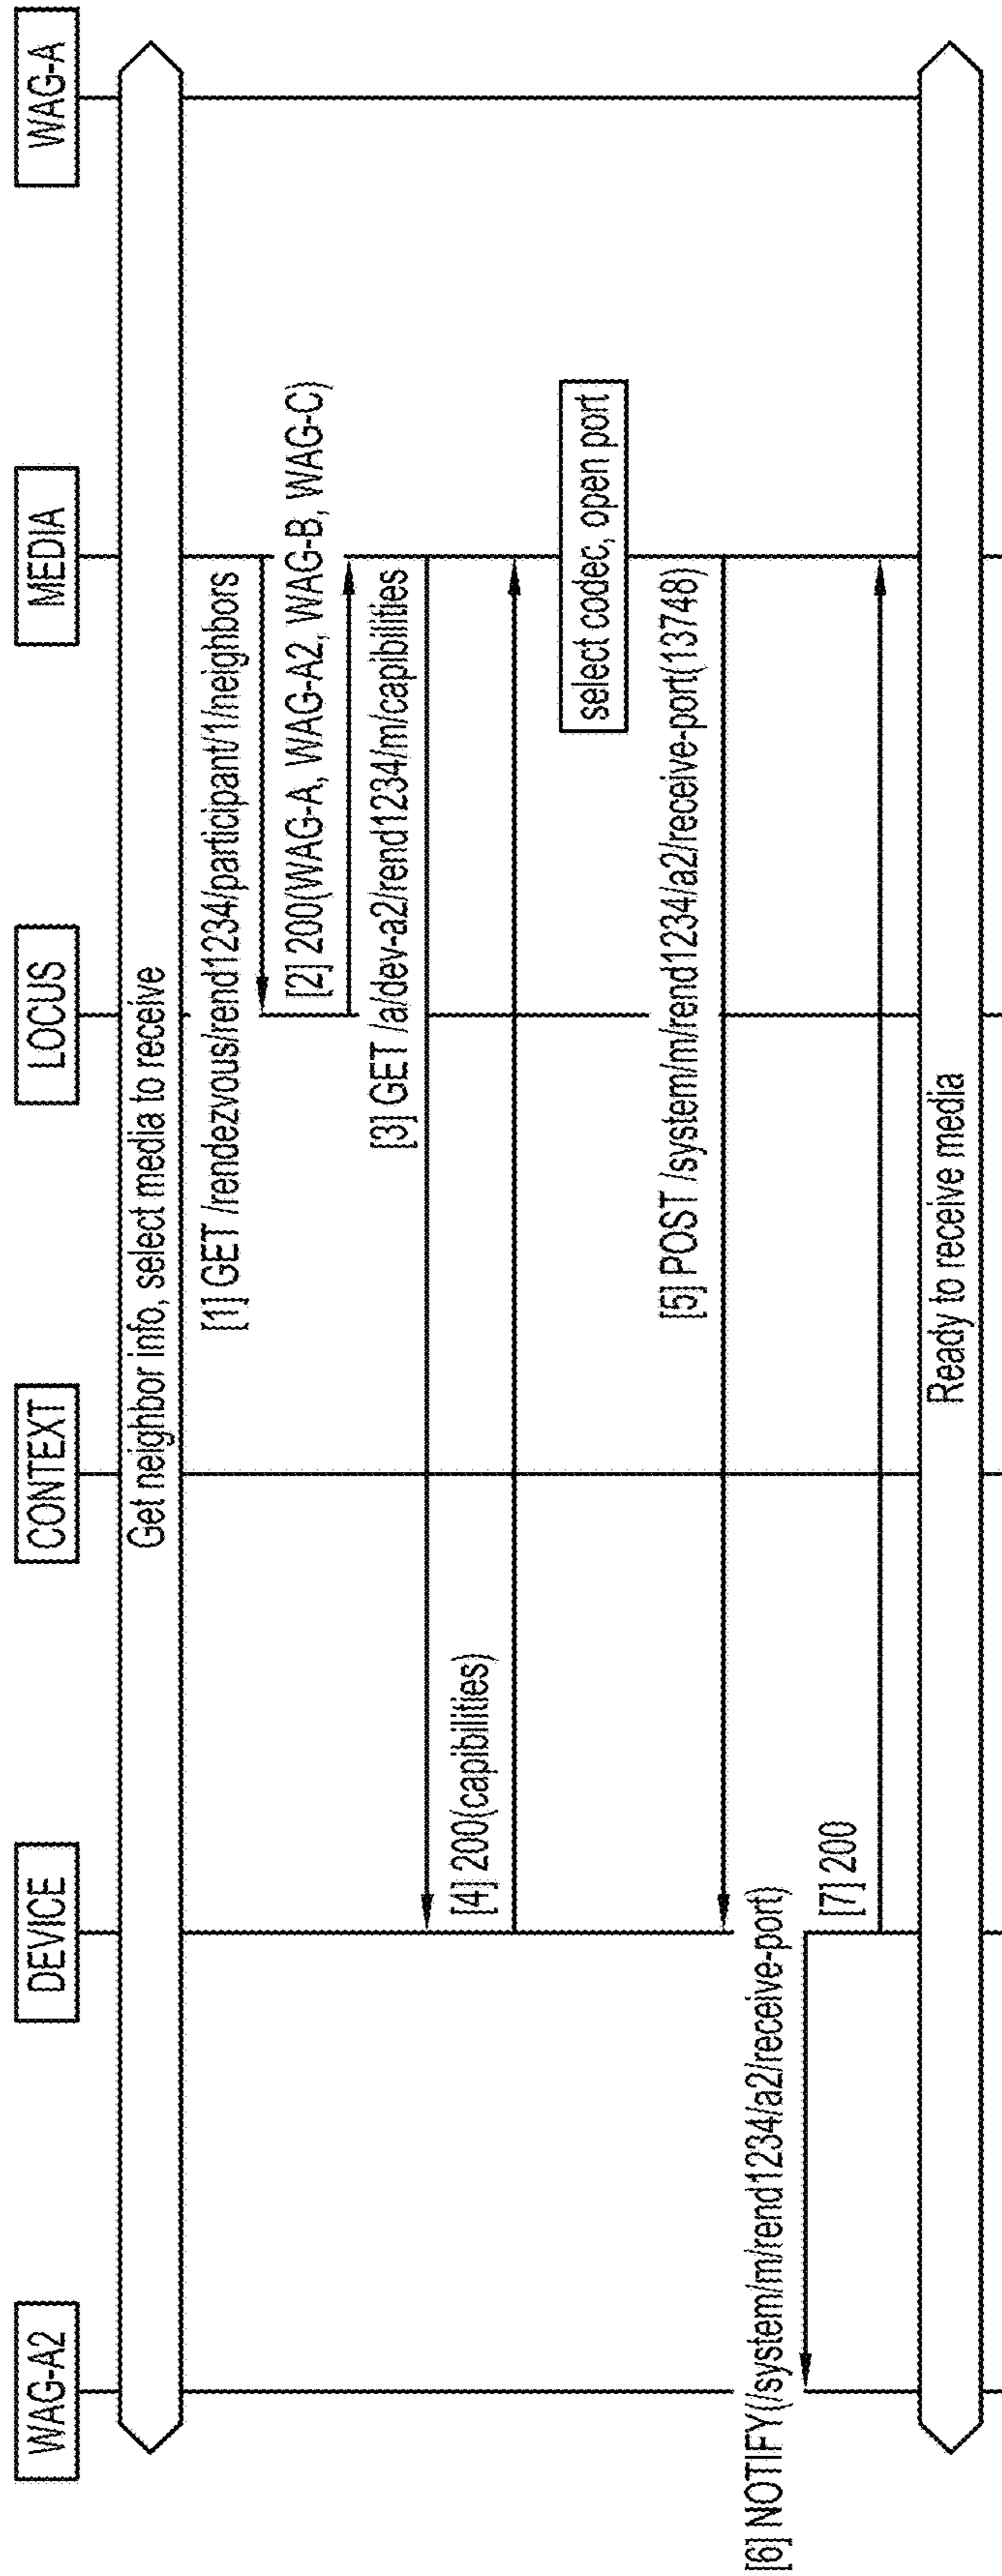 WAG-A2
DEVICE
CONTEXT
LOCUS
MEDIA
WAG-A
Get neighbor info, select media to receive
[1] GET /rendezvous/rend1234/participant/1/neighbors
[2] 200(WAG-A, WAG-A2, WAG-B, WAG-C)
[3] GET /a/dev-a2/rend1234/m/capibilities
[4] 200(capibilities)
select codec, open port
[5] POST /system/m/rend1234/a2/receive-port(13748)
[6] NOTIFY(/system/m/rend1234/a2/receive-port)
[7] 200
Ready to receive media